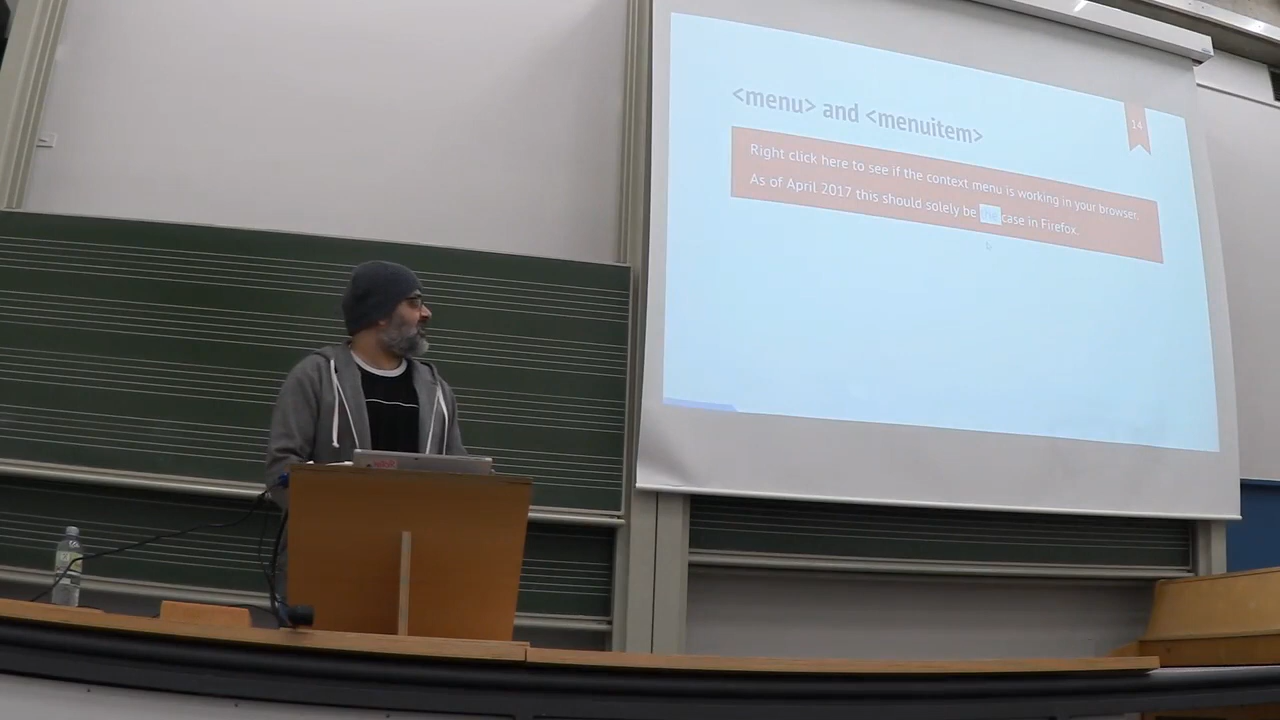 <menu> and <menuitem>
14
Right click here to see if the context menu is working in your browser.
As of April 2017 this should solely be the case in Firefox.